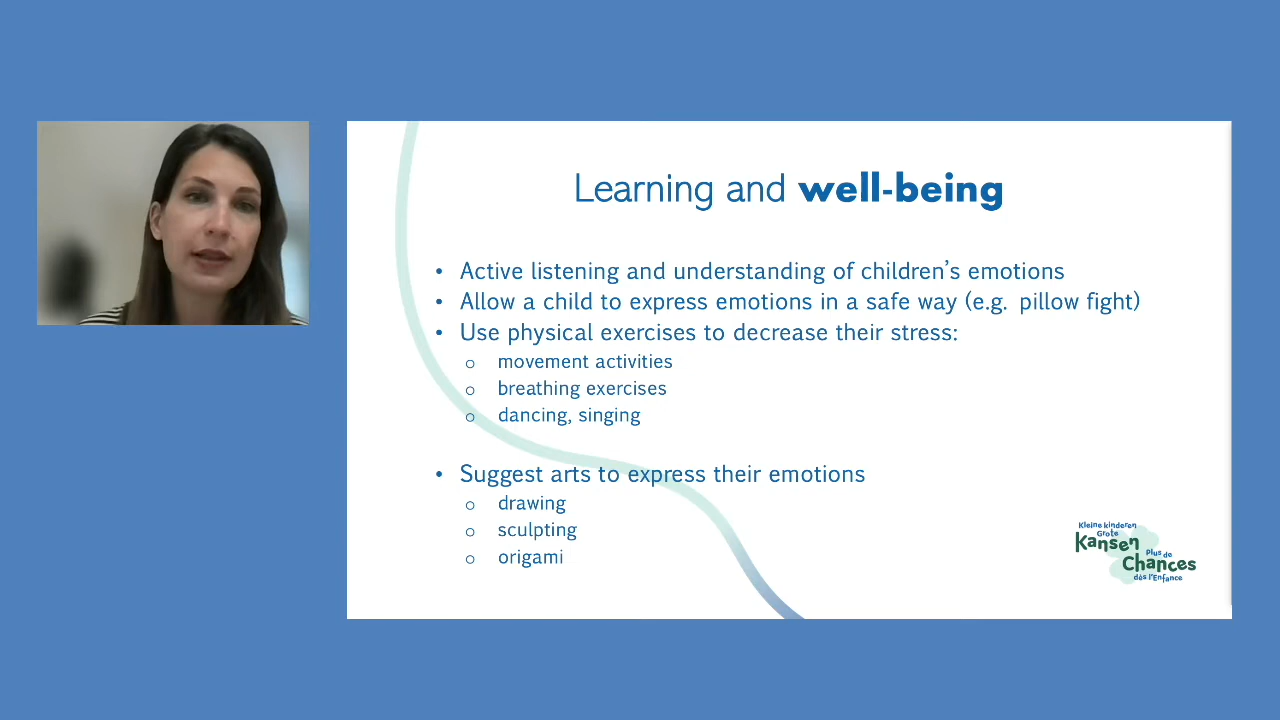 Learning and well-being
• Active listening and understanding of children's emotions
• Allow a child to express emotions in a safe way (e.g. pillow fight)
• Use physical exercises to decrease their stress:
o movement activities
o breathing exercises
o dancing, singing
• Suggest arts to express their emotions
o drawing
o sculpting
o origami
Kleine kinderen
Grote
Kansen
Plus de
Chances
dès l'Enfance